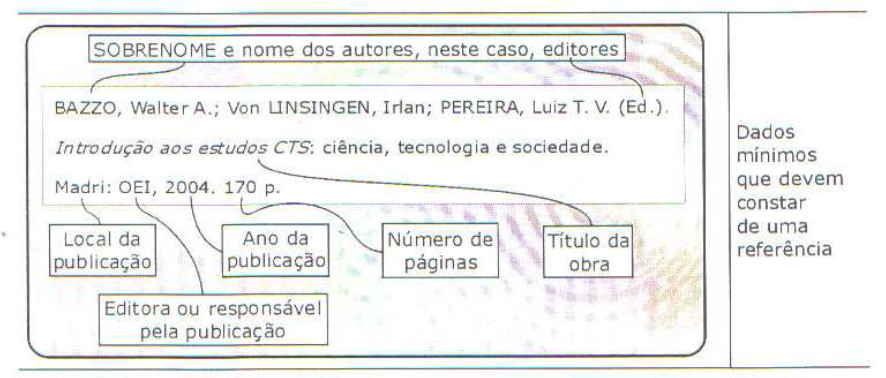 SOBRENOME e nome dos autores, neste caso, editores
BAZZO, Walter A.; Von LINSINGEN, Irlan; PEREIRA, Luiz T. V. (Ed.).
Introdução aos estudos CTS: ciência, tecnologia e sociedade.
Madri: OEI, 2004. 170 p.
Local da
publicação
Ano da
publicação
Número de
páginas
Título da
obra
Editora ou responsável
pela publicação
Dados
mínimos
que devem
constar
de uma
referência